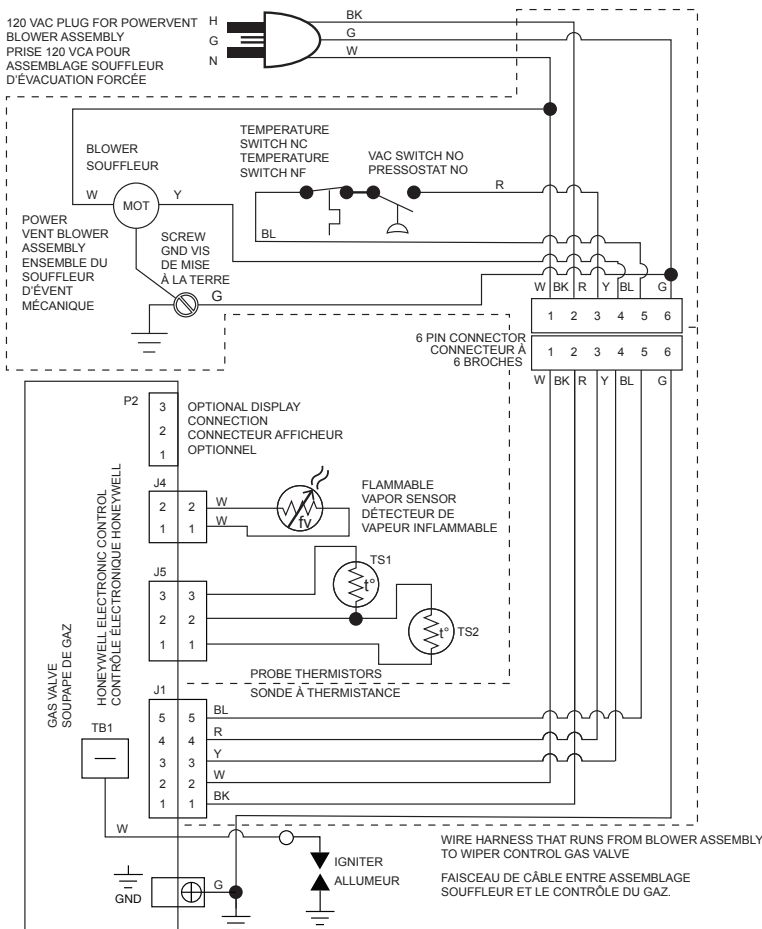 120 VAC PLUG FOR POWERVENT
BLOWER ASSEMBLY
PRISE 120 VCA POUR
ASSEMBLAGE SOUFFLEUR
D'ÉVACUATION FORCÉE
H
G
N
BK
G
W
BLOWER
SOUFFLEUR
TEMPERATURE
SWITCH NC
TEMPERATURE
SWITCH NF
VAC SWITCH NO
PRESSOSTAT NO
R
W
MOT
Y
BL
POWER
VENT BLOWER
ASSEMBLY
ENSEMBLE DU
SOUFFLEUR
D'ÉVENT
MÉCANIQUE
SCREW
GND VIS
DE MISE
À LA TERRE
G
W BK R Y BL G
1 2 3 4 5 6
6 PIN CONNECTOR
CONNECTEUR À
6 BROCHES
1 2 3 4 5 6
W BK R Y BL G
P2
3
2
1
OPTIONAL DISPLAY
CONNECTION
CONNECTEUR AFFICHEUR
OPTIONNEL
J4
2 2 W
1 1 W
fv
FLAMMABLE
VAPOR SENSOR
DÉTECTEUR DE
VAPEUR INFLAMMABLE
J5
3 3
2 2
1 1
TS1
t°
TS2
t°
PROBE THERMISTORS
SONDE À THERMISTANCE
HONEYWELL ELECTRONIC CONTROL
CONTRÔLE ÉLECTRONIQUE HONEYWELL
GAS VALVE
SOUPAPE DE GAZ
J1
5 5 BL
4 4 R
3 3 Y
2 2 W
1 1 BK
TB1
W
IGNITER
ALLUMEUR
GND
G
WIRE HARNESS THAT RUNS FROM BLOWER ASSEMBLY
TO WIPER CONTROL GAS VALVE
FAISCEAU DE CÂBLE ENTRE ASSEMBLAGE
SOUFFLEUR ET LE CONTRÔLE DU GAZ.